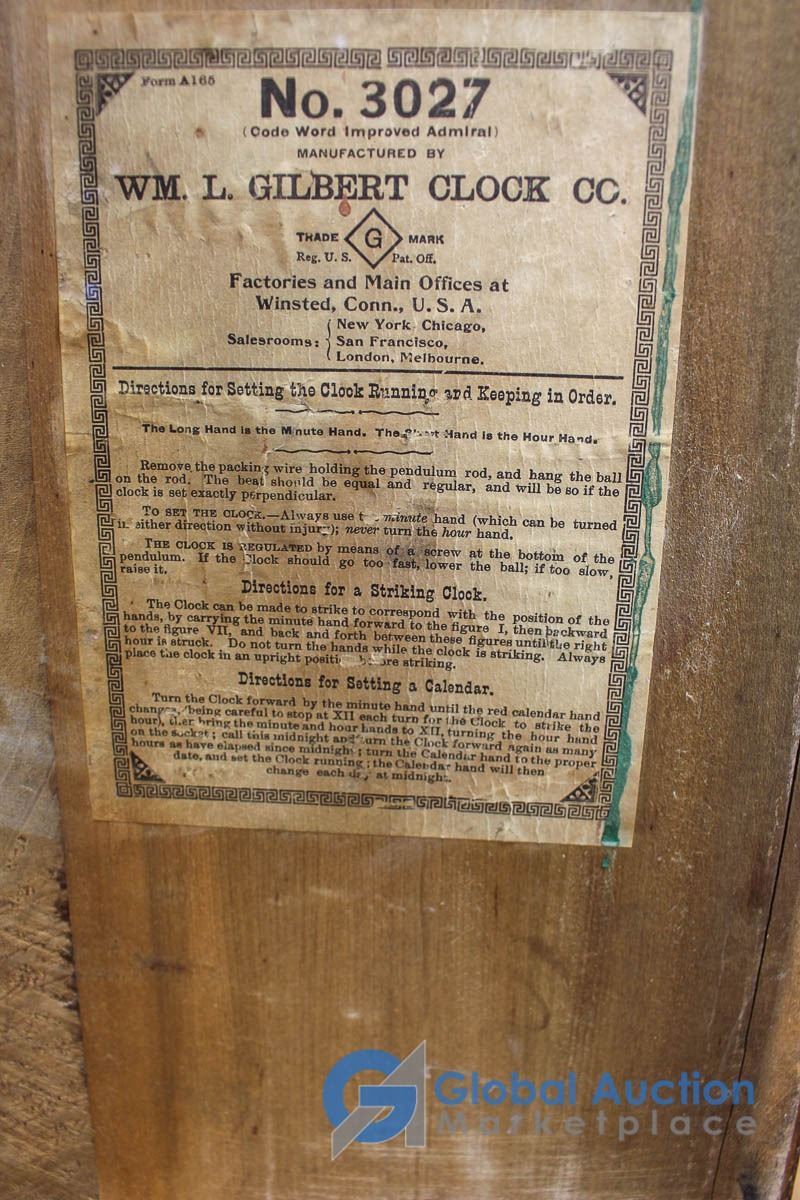 Form A165
No. 3027
(Code Word Improved Admiral)
MANUFACTURED BY
WM. L. GILBERT CLOCK CO.
TRADE G MARK
Reg. U. S. Pat. Off.
Factories and Main Offices at
Winsted, Conn., U. S. A.
Salesrooms:
New York Chicago,
San Francisco,
London, Melbourne.
Directions for Setting the Clock Running and Keeping in Order.
The Long Hand is the Minute Hand. The Hand is the Hour Hand.
Remove the packing wire holding the pendulum rod, and hang the ball
on the rod. The beat should be equal and regular, and will be so if the
clock is set exactly perpendicular.
TO SET THE CLOCK.—Always use minute hand (which can be turned
in either direction without injury); never turn the hour hand.
THE CLOCK IS REGULATED by means of a screw at the bottom of the
pendulum. If the Clock should go too fast, lower the ball; if too slow,
raise it.
Directions for a Striking Clock.
The Clock can be made to strike to correspond with the position of the
hands, by carrying the minute hand forward to the figure I, then backward
to the figure VII, and back and forth between these figures until the right
hour is struck. Do not turn the hands while the clock is striking. Always
place the clock in an upright before striking.
Directions for Setting a Calendar.
Turn the Clock forward by the minute hand until the red calendar hand
changes, being careful to stop at XII each turn for the Clock to strike the
hour), then bring the minute and hour hands to XII, turning the hour hand
on the socket; call this midnight and turn the Clock forward again as many
hours as have elapsed since midnight; turn the Calendar hand to the proper
date, and set the Clock running; the Calendar hand will then
change each day at midnight.
Global Auction
Marketplace